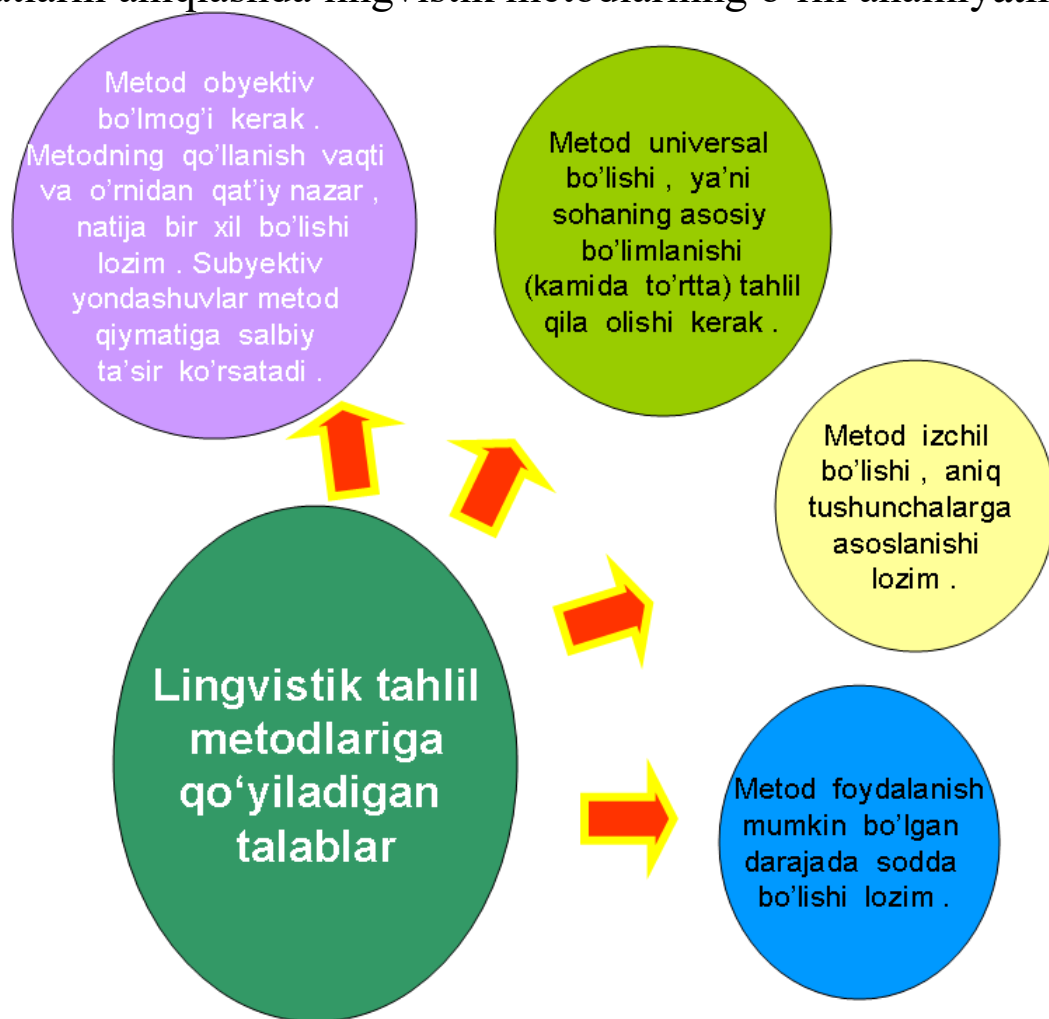 aniqlashda lingvistik metodlarning
Metod obyektiv
bo'lmog'i kerak .
Metodning qo'llanish vaqti
va o'rnidan qat'iy nazar ,
natija bir xil bo'lishi
lozim . Subyektiv
yondashuvlar metod
qiymatiga salbiy
ta'sir ko'rsatadi .
Metod universal
bo'lishi , ya'ni
sohaning asosiy
bo'limlanishi
(kamida to'rtta) tahlil
qila olishi kerak .
Metod izchil
bo'lishi , aniq
tushunchalarga
asoslanishi
lozim .
Lingvistik tahlil
metodlariga
qo‘yiladigan
talablar
Metod foydalanish
mumkin bo'lgan
darajada sodda
bo'lishi lozim .